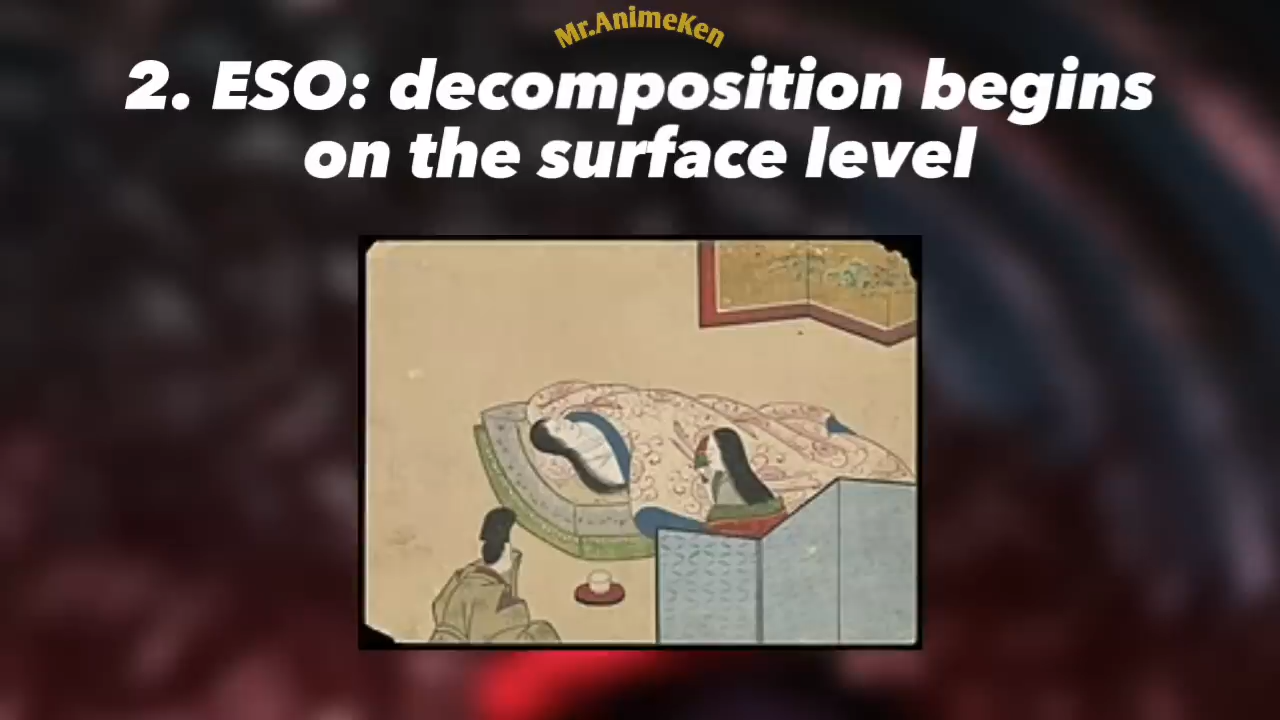 Mr.AnimeKen
2. ESO: decomposition begins
on the surface level